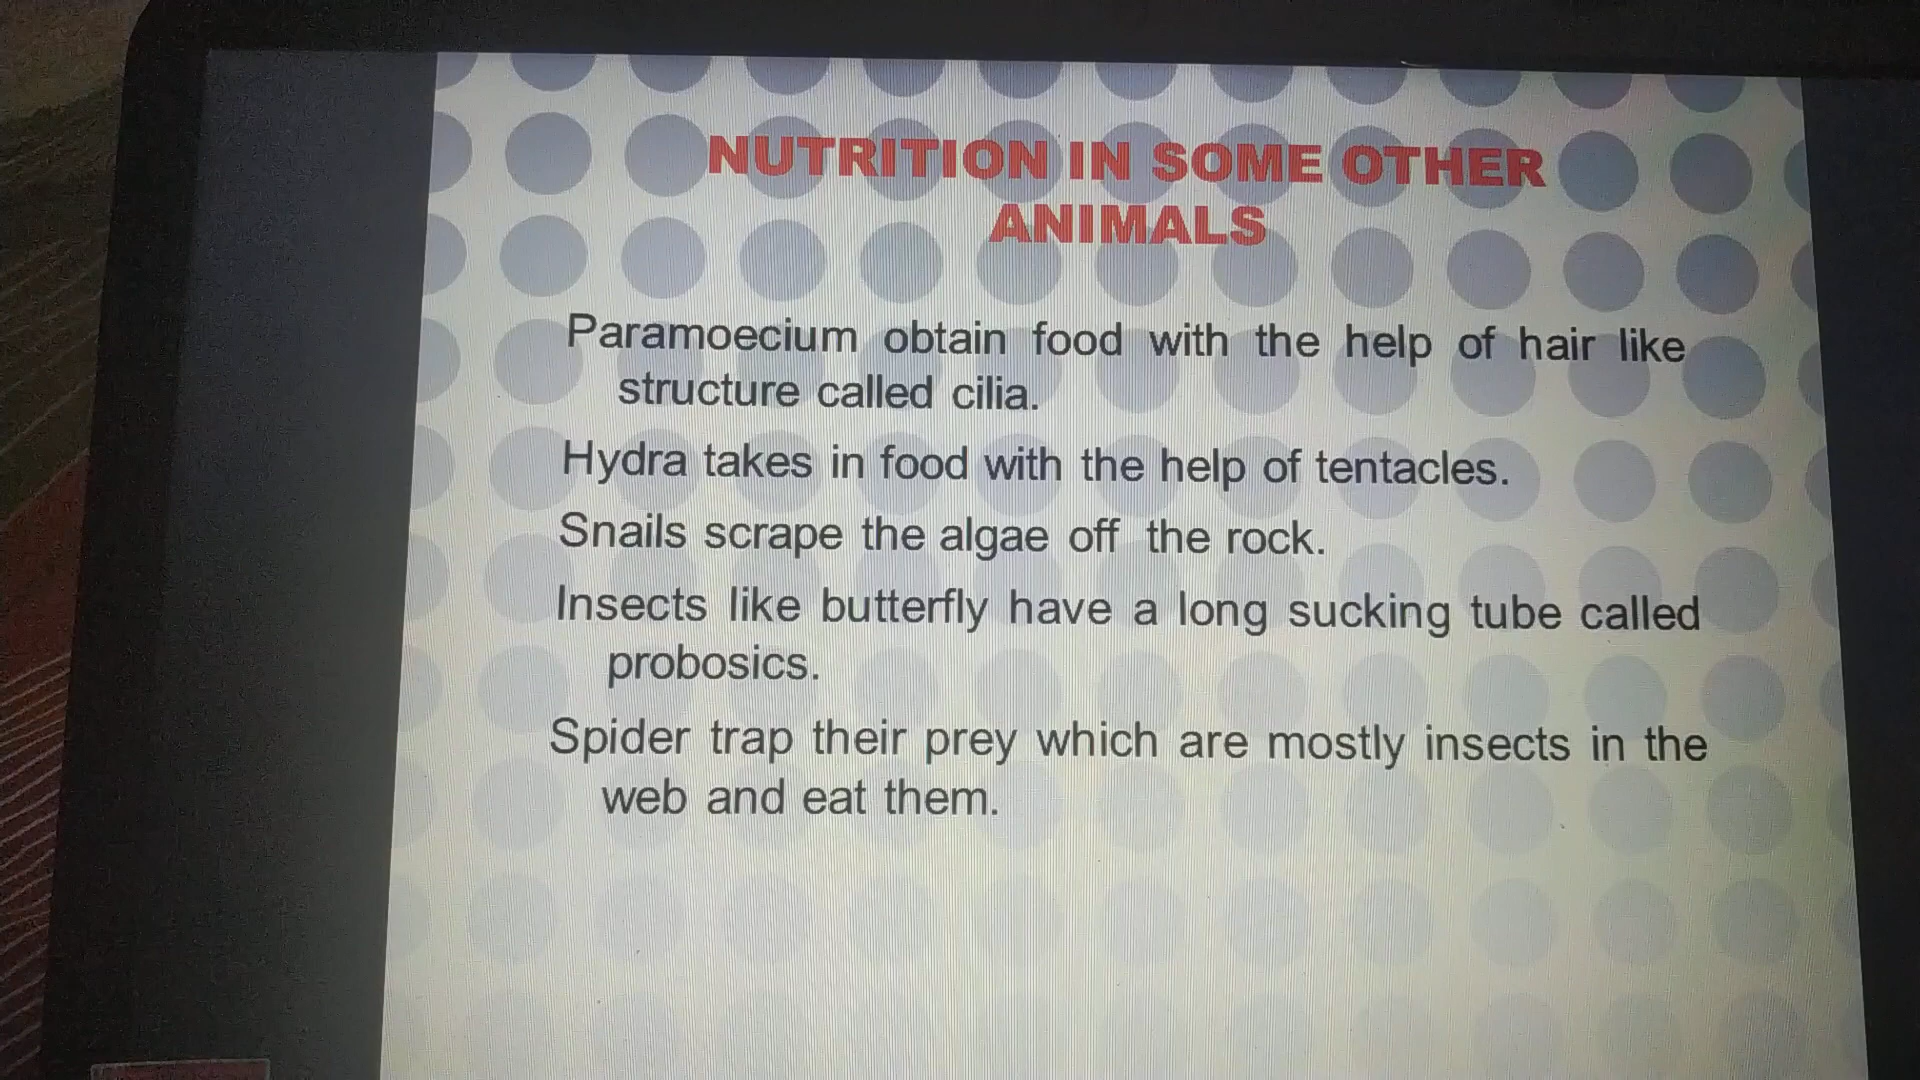 NUTRITION IN SOME OTHER
ANIMALS
Paramoecium obtain food with the help of hair like
structure called cilia.
Hydra takes in food with the help of tentacles.
Snails scrape the algae off the rock.
Insects like butterfly have a long sucking tube called
probosics.
Spider trap their prey which are mostly insects in the
web and eat them.